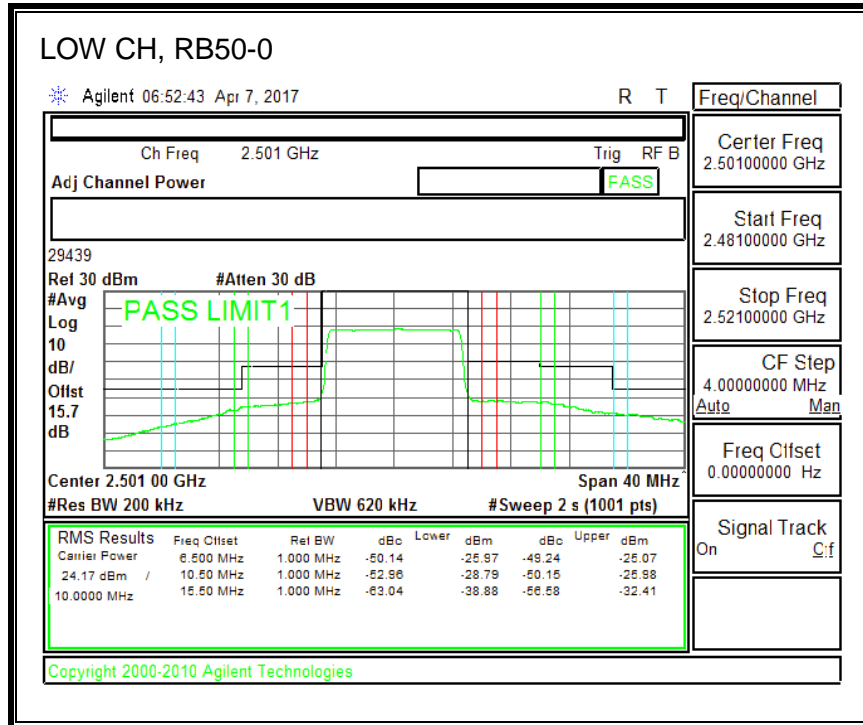 LOW CH, RB50-0
Agilent 06:52:43 Apr 7, 2017 R T
Freq/Channel
Ch Freq 2.501 GHz Trig RF B
Adj Channel Power PASS
Center Freq
2.50100000 GHz
Start Freq
2.48100000 GHz
29439
Ref 30 dBm #Atten 30 dB
#Avg
Log
10
dB/
Offst
15.7
dB
PASS LIMIT1
Stop Freq
2.52100000 GHz
CF Step
4.00000000 MHz
Auto Man
Freq Offset
0.00000000 Hz
Center 2.501 00 GHz Span 40 MHz^
#Res BW 200 kHz VBW 620 kHz #Sweep 2 s (1001 pts)
Signal Track
On Off
RMS Results Freq Offset Ref BW dBc Lower dBm dBc Upper dBm
Carrier Power 6.500 MHz 1.000 MHz -50.14 -25.97 -49.24 -25.07
24.17 dBm / 10.50 MHz 1.000 MHz -52.96 -28.79 -50.15 -25.98
10.0000 MHz 15.50 MHz 1.000 MHz -63.04 -38.88 -56.58 -32.41
Copyright 2000-2010 Agilent Technologies